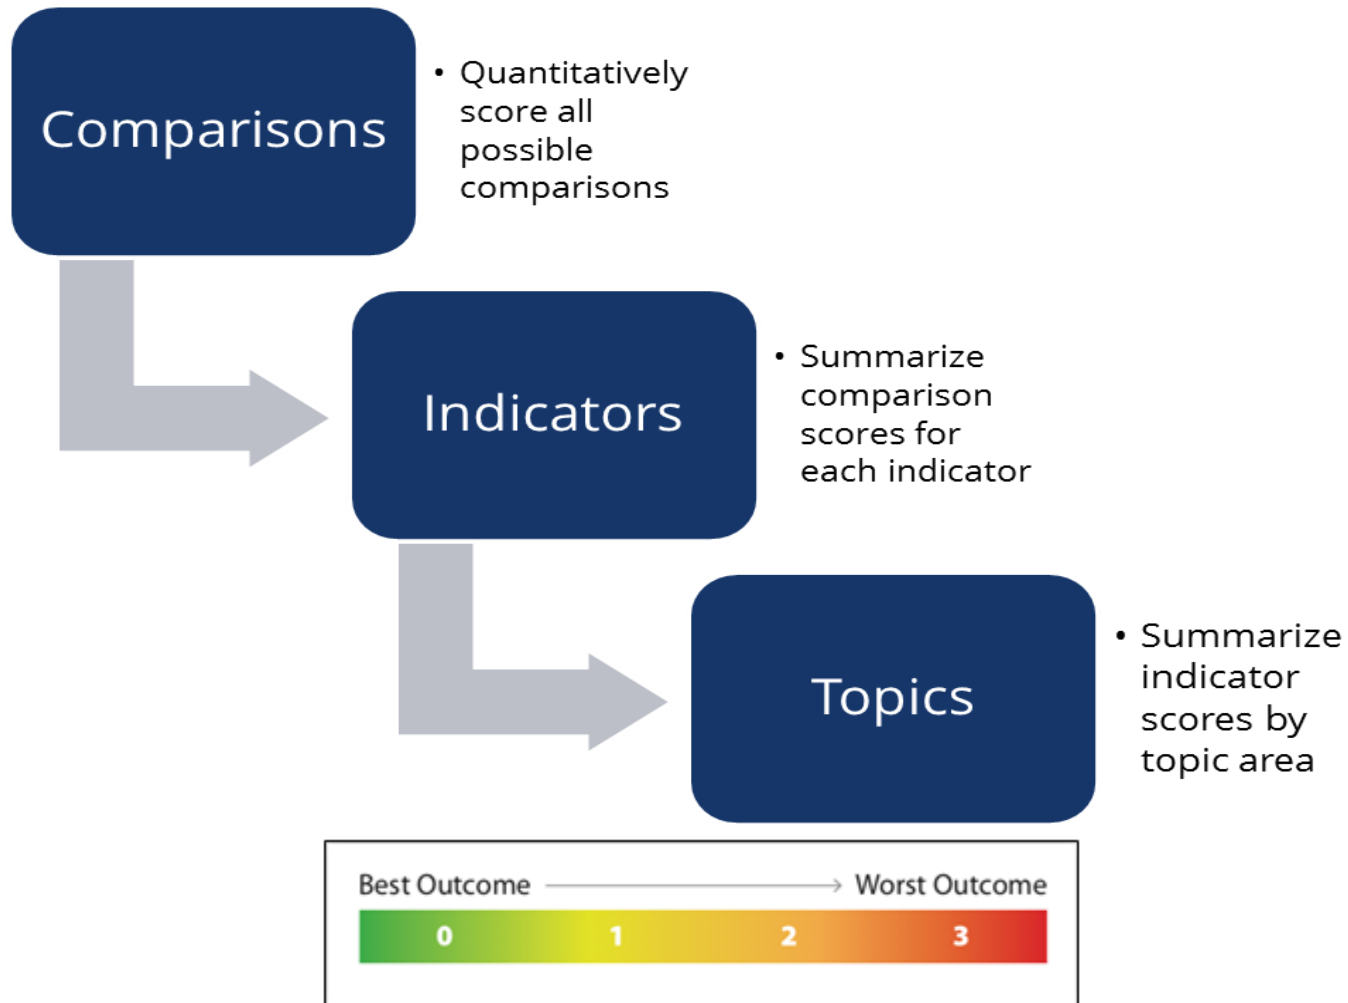 Comparisons
• Quantitatively
score all
possible
comparisons
Indicators
• Summarize
comparison
scores for
each indicator
Topics
• Summarize
indicator
scores by
topic area
Best Outcome Worst Outcome
0 1 2 3